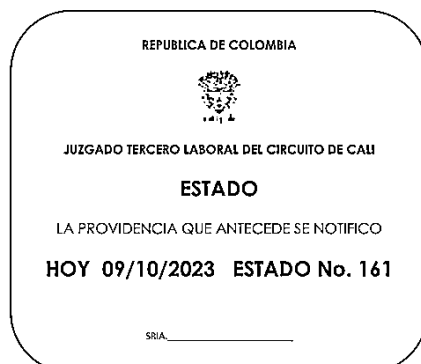 REPUBLICA DE COLOMBIA
JUZGADO TERCERO LABORAL DEL CIRCUITO DE CALI
ESTADO
LA PROVIDENCIA QUE ANTECEDE SE NOTIFICO
HOY 09/10/2023 ESTADO No. 161
SRIA.